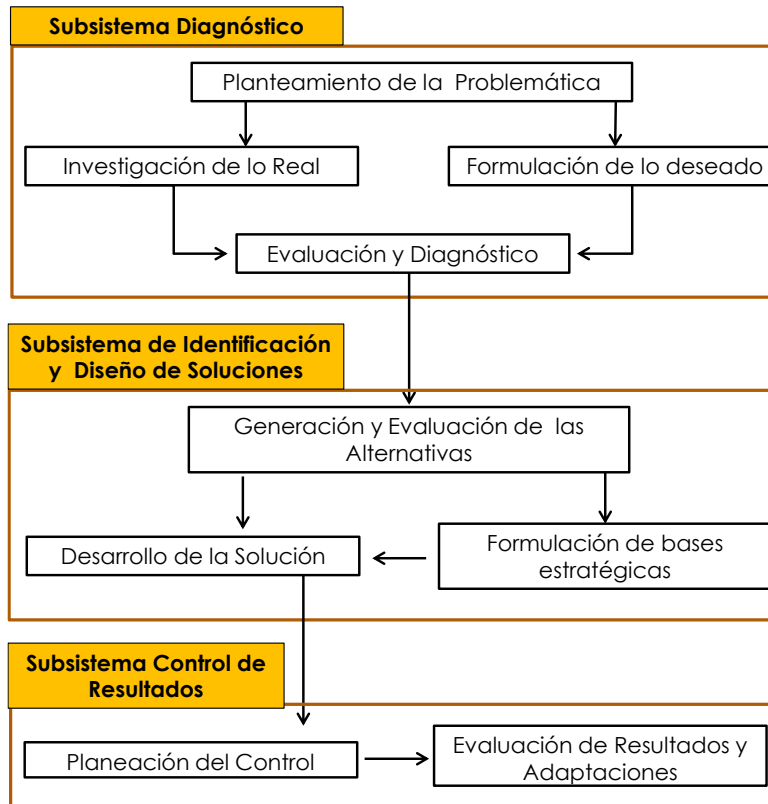 Subsistema Diagnóstico
Planteamiento de la Problemática
Investigación de lo Real
Formulación de lo deseado
Evaluación y Diagnóstico
Subsistema de Identificación
y Diseño de Soluciones
Generación y Evaluación de las
Alternativas
Desarrollo de la Solución
Formulación de bases
estratégicas
Subsistema Control de
Resultados
Planeación del Control
Evaluación de Resultados y
Adaptaciones